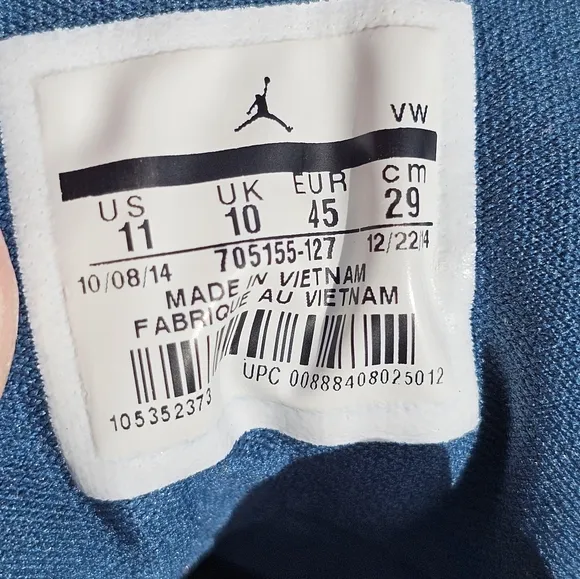 VW
US UK EUR cm
11 10 45 29
10/08/14 705155-127 12/22/14
MADE IN VIETNAM
FABRIQUÉ AU VIETNAM
UPC 00888408025012
105352373